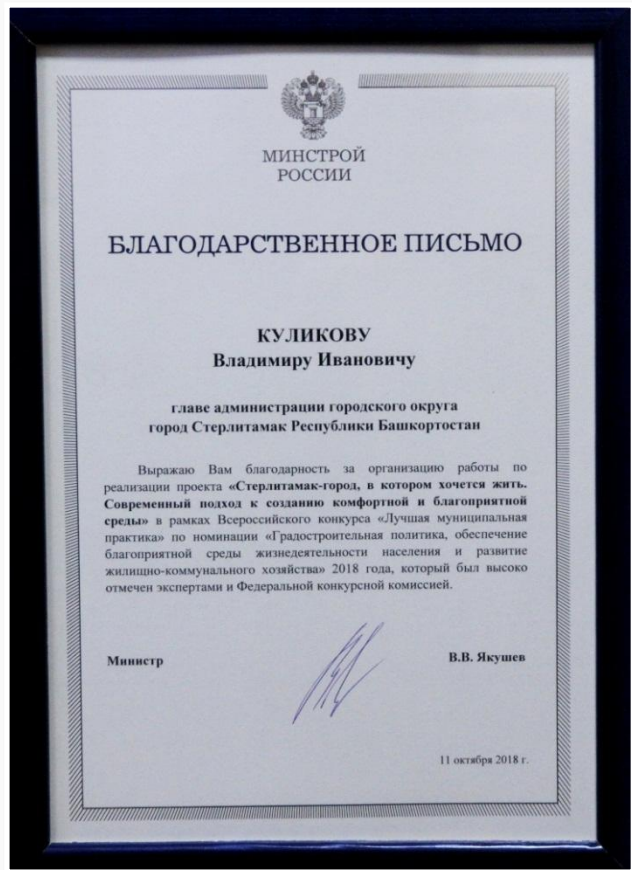 МИНСТРОЙ
РОССИИ
БЛАГОДАРСТВЕННОЕ ПИСЬМО
КУЛИКОВУ
Владимиру Ивановичу
главе администрации городского округа
город Стерлитамак Республики Башкортостан
Выражаю Вам благодарность за организацию работы по
реализации проекта «Стерлитамак-город, в котором хочется жить.
Современный подход к созданию комфортной и благоприятной
среды» в рамках Всероссийского конкурса «Лучшая муниципальная
практика» по номинации «Градостроительная политика, обеспечение
благоприятной среды жизнедеятельности населения и развитие
жилищно-коммунального хозяйства» 2018 года, который был высоко
отмечен экспертами и Федеральной конкурсной комиссией.
Министр В.В. Якушев
11 октября 2018 г.